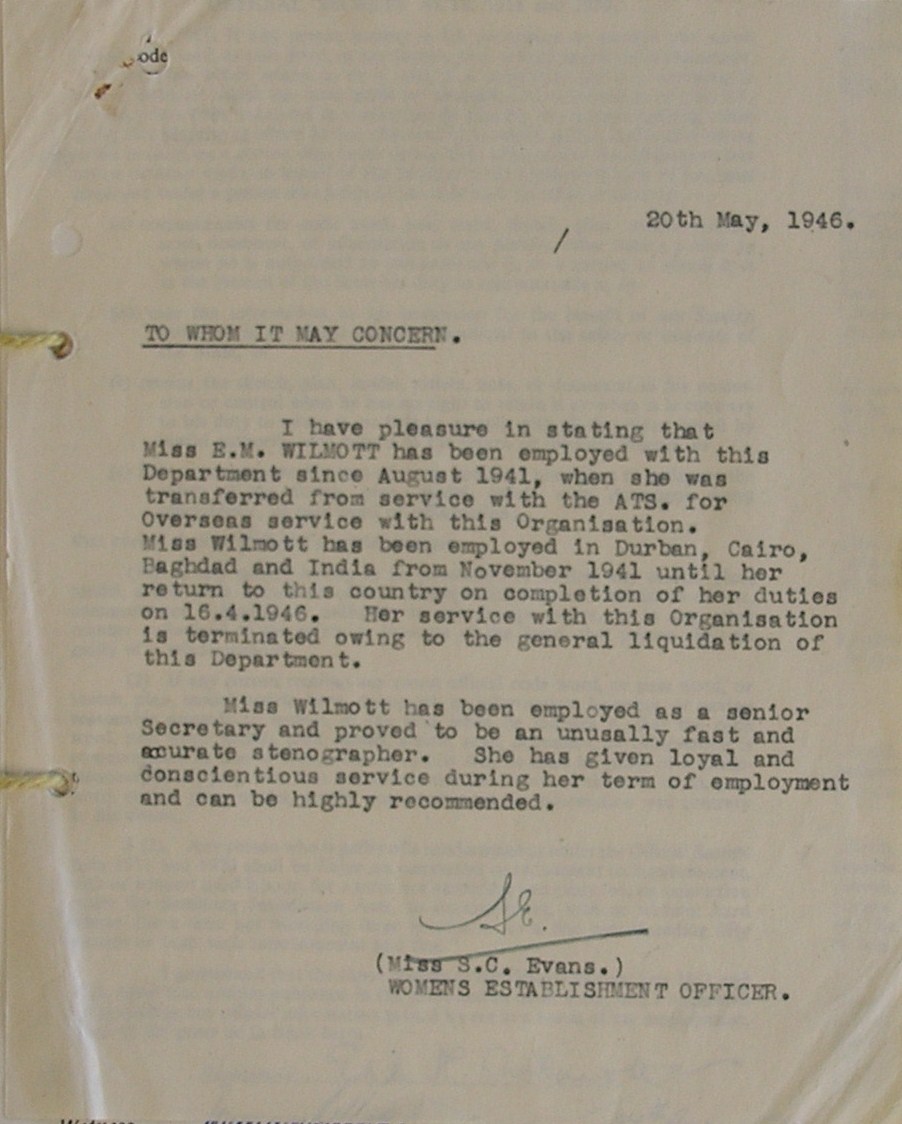 ode
20th May, 1946.
/
TO WHOM IT MAY CONCERN.
I have pleasure in stating that
Miss E.M. WILMOTT has been employed with this
Department since August 1941, when she was
transferred from service with the ATS. for
Overseas service with this Organisation.
Miss Wilmott has been employed in Durban, Cairo,
Baghdad and India from November 1941 until her
return to this country on completion of her duties
on 16.4.1946. Her service with this Organisation
is terminated owing to the general liquidation of
this Department.
Miss Wilmott has been employed as a senior
Secretary and proved to be an unusally fast and
acurate stenographer. She has given loyal and
conscientious service during her term of employment
and can be highly recommended.
SE.
(Miss S.C. Evans.)
WOMENS ESTABLISHMENT OFFICER.